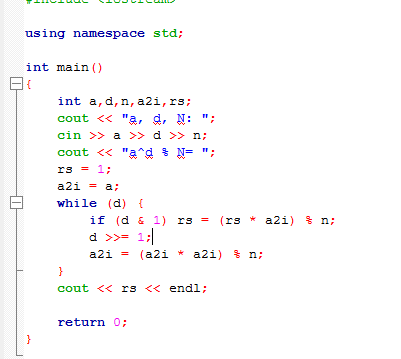 #include <iostream>
using namespace std;
int main()
{
int a,d,n,a2i,rs;
cout << "a, d, N: ";
cin >> a >> d >> n;
cout << "a^d % N= ";
rs = 1;
a2i = a;
while (d) {
if (d & 1) rs = (rs * a2i) % n;
d >>= 1;
a2i = (a2i * a2i) % n;
}
cout << rs << endl;
return 0;
}